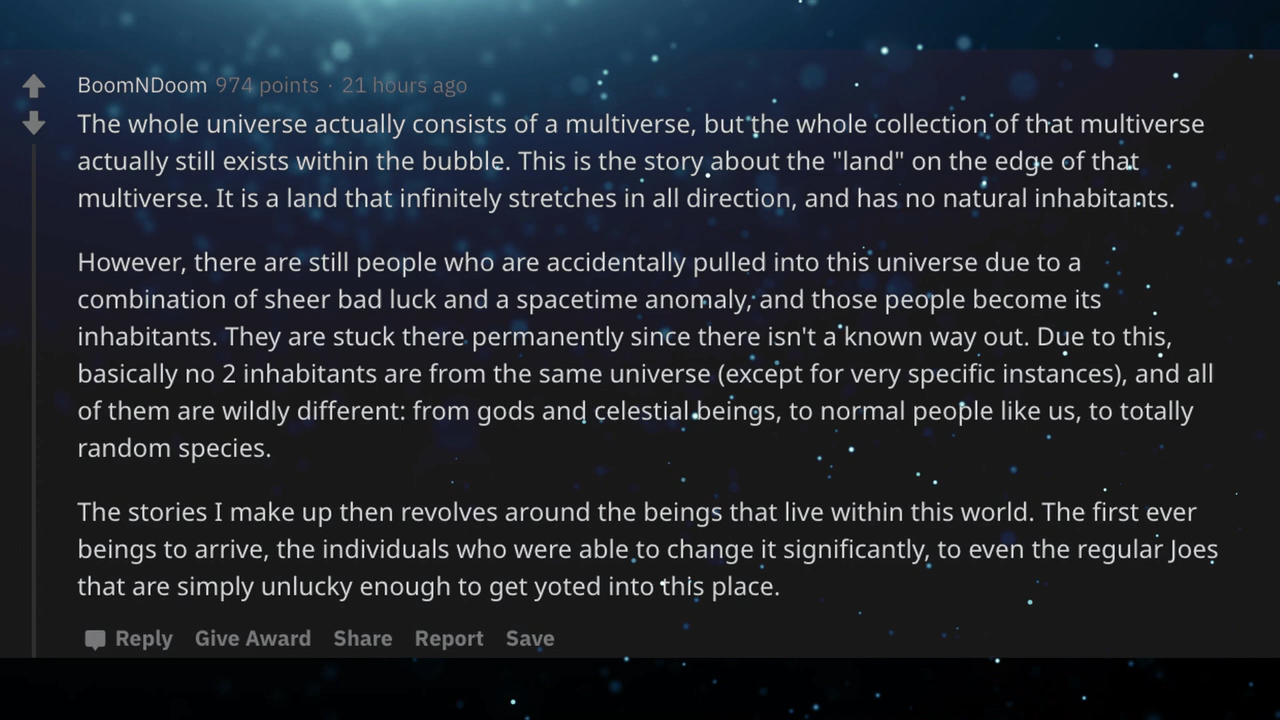 BoomNDoom 974 points · 21 hours ago
The whole universe actually consists of a multiverse, but the whole collection of that multiverse
actually still exists within the bubble. This is the story about the "land" on the edge of that
multiverse. It is a land that infinitely stretches in all direction, and has no natural inhabitants.
However, there are still people who are accidentally pulled into this universe due to a
combination of sheer bad luck and a spacetime anomaly, and those people become its
inhabitants. They are stuck there permanently since there isn't a known way out. Due to this,
basically no 2 inhabitants are from the same universe (except for very specific instances), and all
of them are wildly different: from gods and celestial beings, to normal people like us, to totally
random species.
The stories I make up then revolves around the beings that live within this world. The first ever
beings to arrive, the individuals who were able to change it significantly, to even the regular Joes
that are simply unlucky enough to get yoted into this place.
Reply Give Award Share Report Save